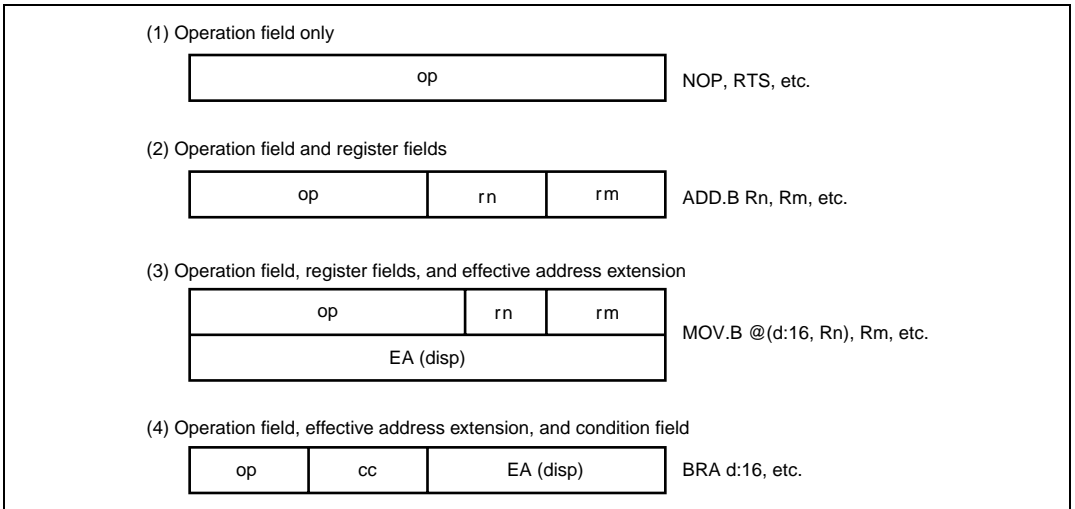 (1) Operation field only
op
NOP, RTS, etc.
(2) Operation field and register fields
op rn rm
ADD.B Rn, Rm, etc.
(3) Operation field, register fields, and effective address extension
op rn rm
EA (disp)
MOV.B @(d:16, Rn), Rm, etc.
(4) Operation field, effective address extension, and condition field
op cc EA (disp)
BRA d:16, etc.